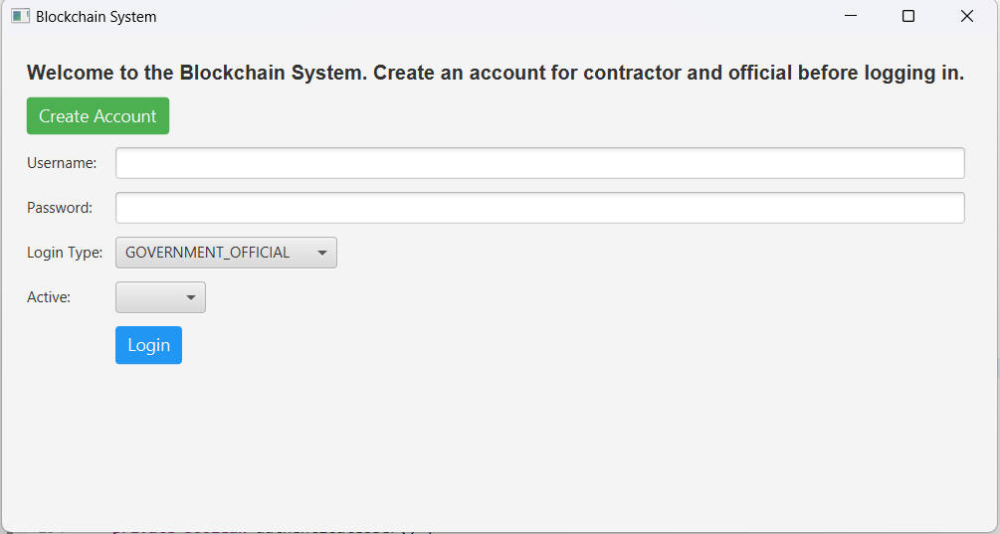 Blockchain System
Welcome to the Blockchain System. Create an account for contractor and official before logging in.
Create Account
Username:
Password:
Login Type: GOVERNMENT_OFFICIAL
Active:
Login